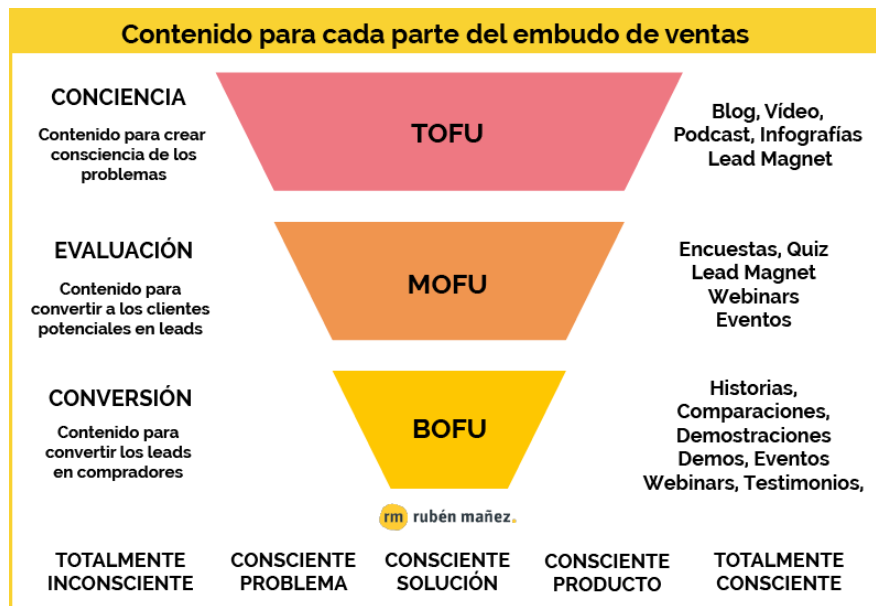 Contenido para cada parte del embudo de ventas
CONCIENCIA
Contenido para crear
consciencia de los
problemas
TOFU
Blog, Vídeo,
Podcast, Infografías
Lead Magnet
EVALUACIÓN
Contenido para
convertir a los clientes
potenciales en leads
MOFU
Encuestas, Quiz
Lead Magnet
Webinars
Eventos
CONVERSIÓN
Contenido para
convertir los leads
en compradores
BOFU
Historias,
Comparaciones,
Demostraciones
Demos, Eventos
Webinars, Testimonios,
rm rubén mañez.
TOTALMENTE
INCONSCIENTE
CONSCIENTE
PROBLEMA
CONSCIENTE
SOLUCIÓN
CONSCIENTE
PRODUCTO
TOTALMENTE
CONSCIENTE